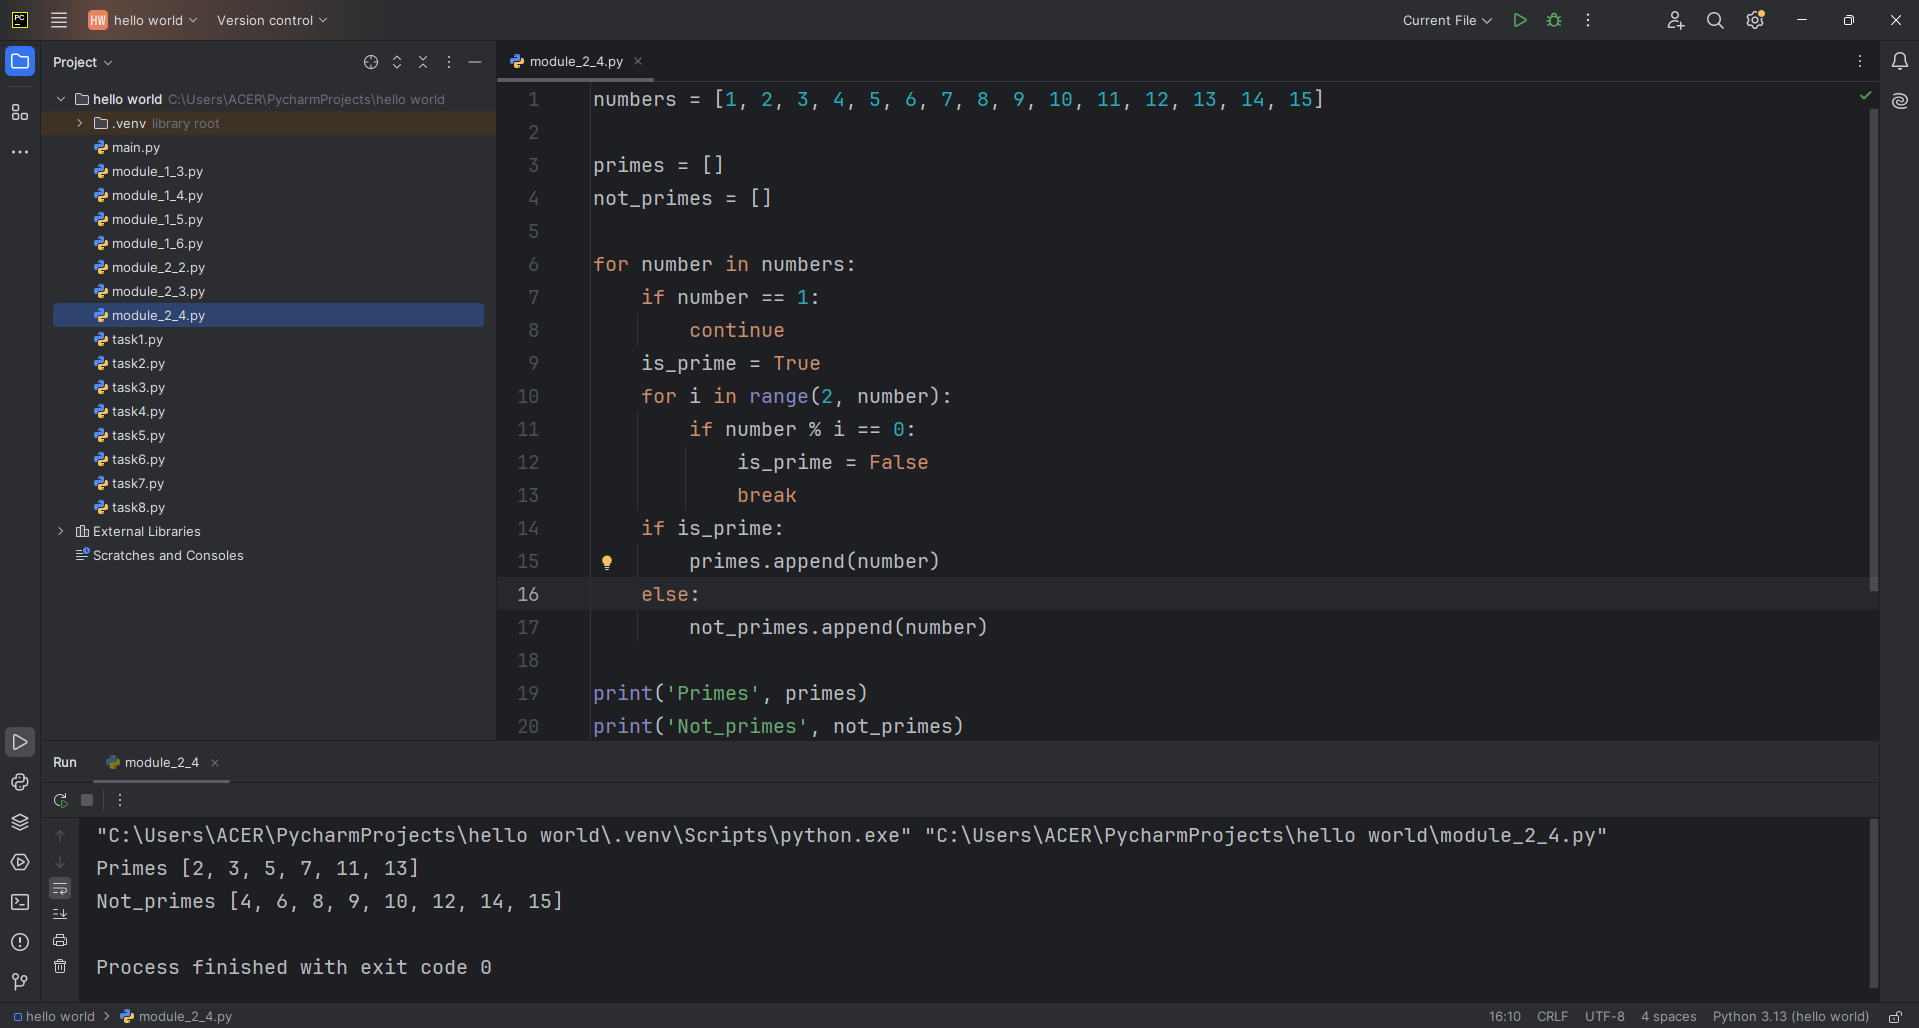 PC
HW hello world
Version control
Current File
Project
hello world C:\Users\ACER\PycharmProjects\hello world
.venv library root
main.py
module_1_3.py
module_1_4.py
module_1_5.py
module_1_6.py
module_2_2.py
module_2_3.py
module_2_4.py
task1.py
task2.py
task3.py
task4.py
task5.py
task6.py
task7.py
task8.py
External Libraries
Scratches and Consoles
module_2_4.py
1 numbers = [1, 2, 3, 4, 5, 6, 7, 8, 9, 10, 11, 12, 13, 14, 15]
2
3 primes = []
4 not_primes = []
5
6 for number in numbers:
7 if number == 1:
8 continue
9 is_prime = True
10 for i in range(2, number):
11 if number % i == 0:
12 is_prime = False
13 break
14 if is_prime:
15 primes.append(number)
16 else:
17 not_primes.append(number)
18
19 print('Primes', primes)
20 print('Not_primes', not_primes)
Run module_2_4
"C:\Users\ACER\PycharmProjects\hello world\.venv\Scripts\python.exe" "C:\Users\ACER\PycharmProjects\hello world\module_2_4.py"
Primes [2, 3, 5, 7, 11, 13]
Not_primes [4, 6, 8, 9, 10, 12, 14, 15]
Process finished with exit code 0
hello world > module_2_4.py
16:10 CRLF UTF-8 4 spaces Python 3.13 (hello world)